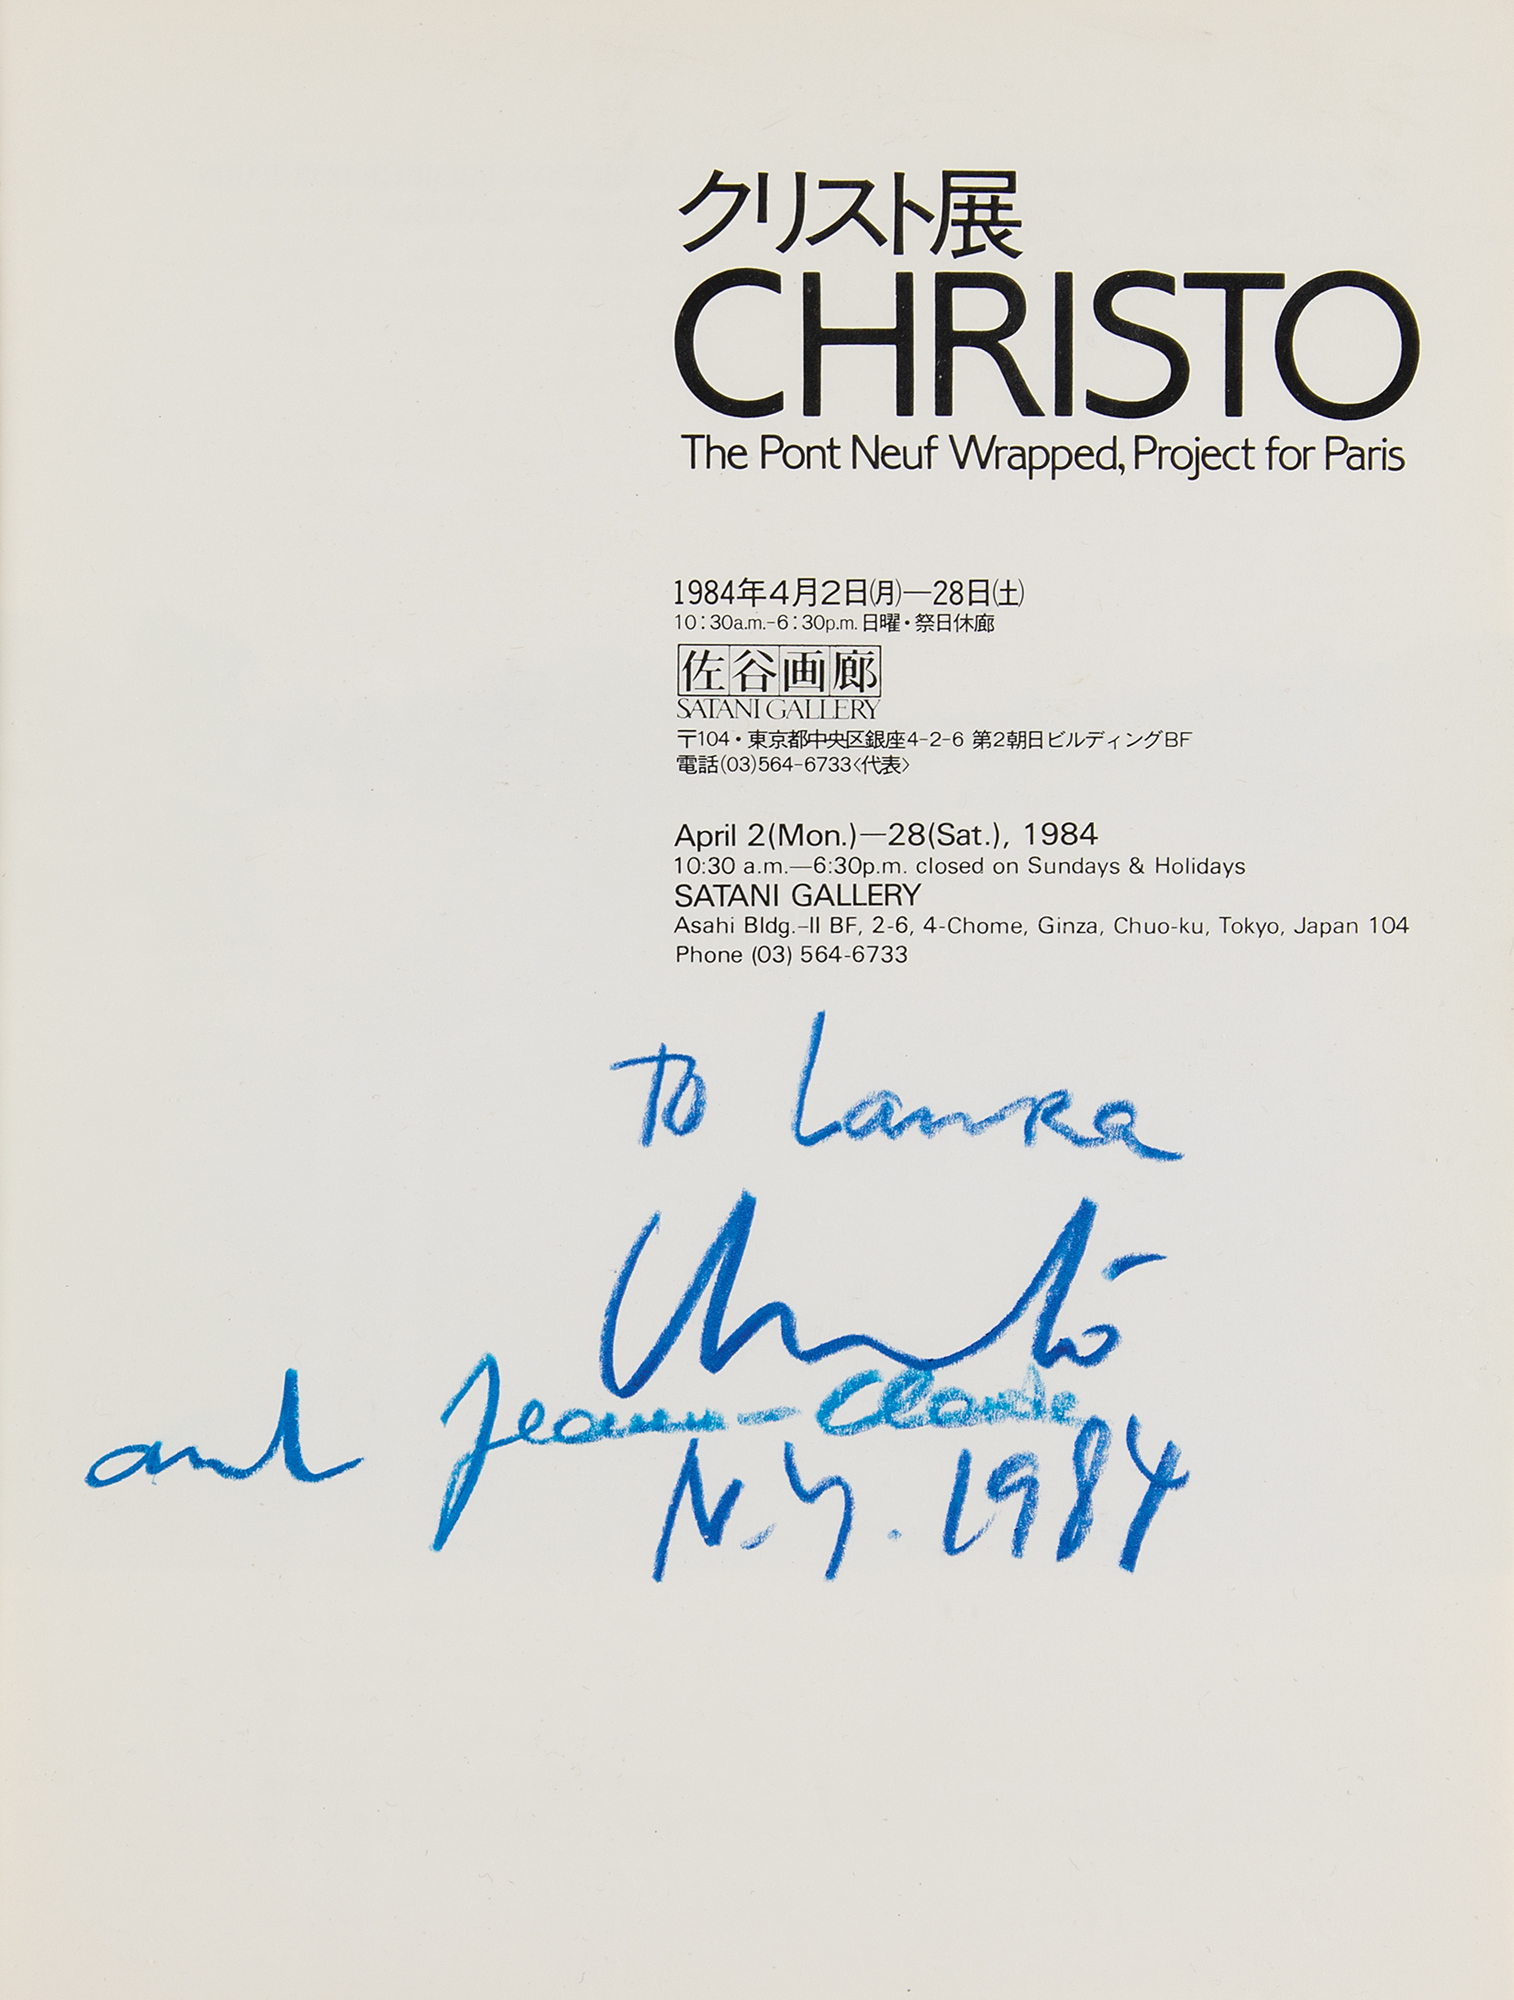 クリスト展
CHRISTO
The Pont Neuf Wrapped, Project for Paris
1984年4月2日(月)—28日(土)
10:30a.m.-6:30p.m. 日曜・祭日休廊
佐谷画廊
SATANI GALLERY
〒104・東京都中央区銀座4-2-6 第2朝日ビルディングBF
電話(03)564-6733〈代表〉
April 2(Mon.)—28(Sat.), 1984
10:30 a.m.—6:30p.m. closed on Sundays & Holidays
SATANI GALLERY
Asahi Bldg.-II BF, 2-6, 4-Chome, Ginza, Chuo-ku, Tokyo, Japan 104
Phone (03) 564-6733
To
Christo
and Jeanne-Claude
N.Y. 1984